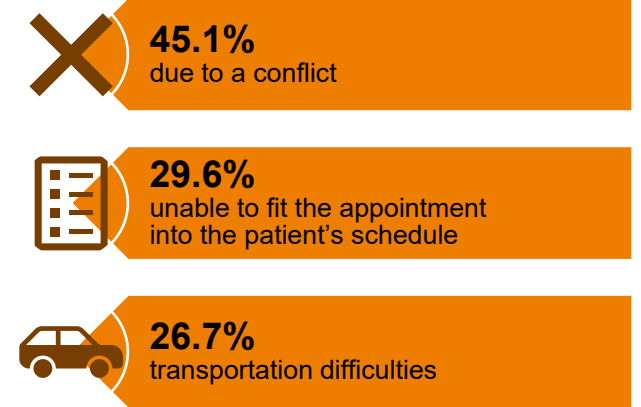 45.1%
due to a conflict
29.6%
unable to fit the appointment
into the patient's schedule
26.7%
transportation difficulties